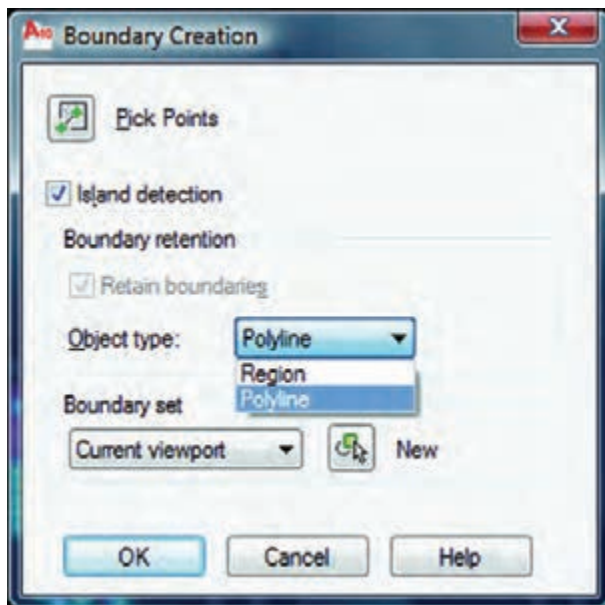 A10 Boundary Creation
Pick Points
Island detection
Boundary retention
Retain boundaries
Object type: Polyline
Region
Polyline
Boundary set
Current viewport New
OK Cancel Help